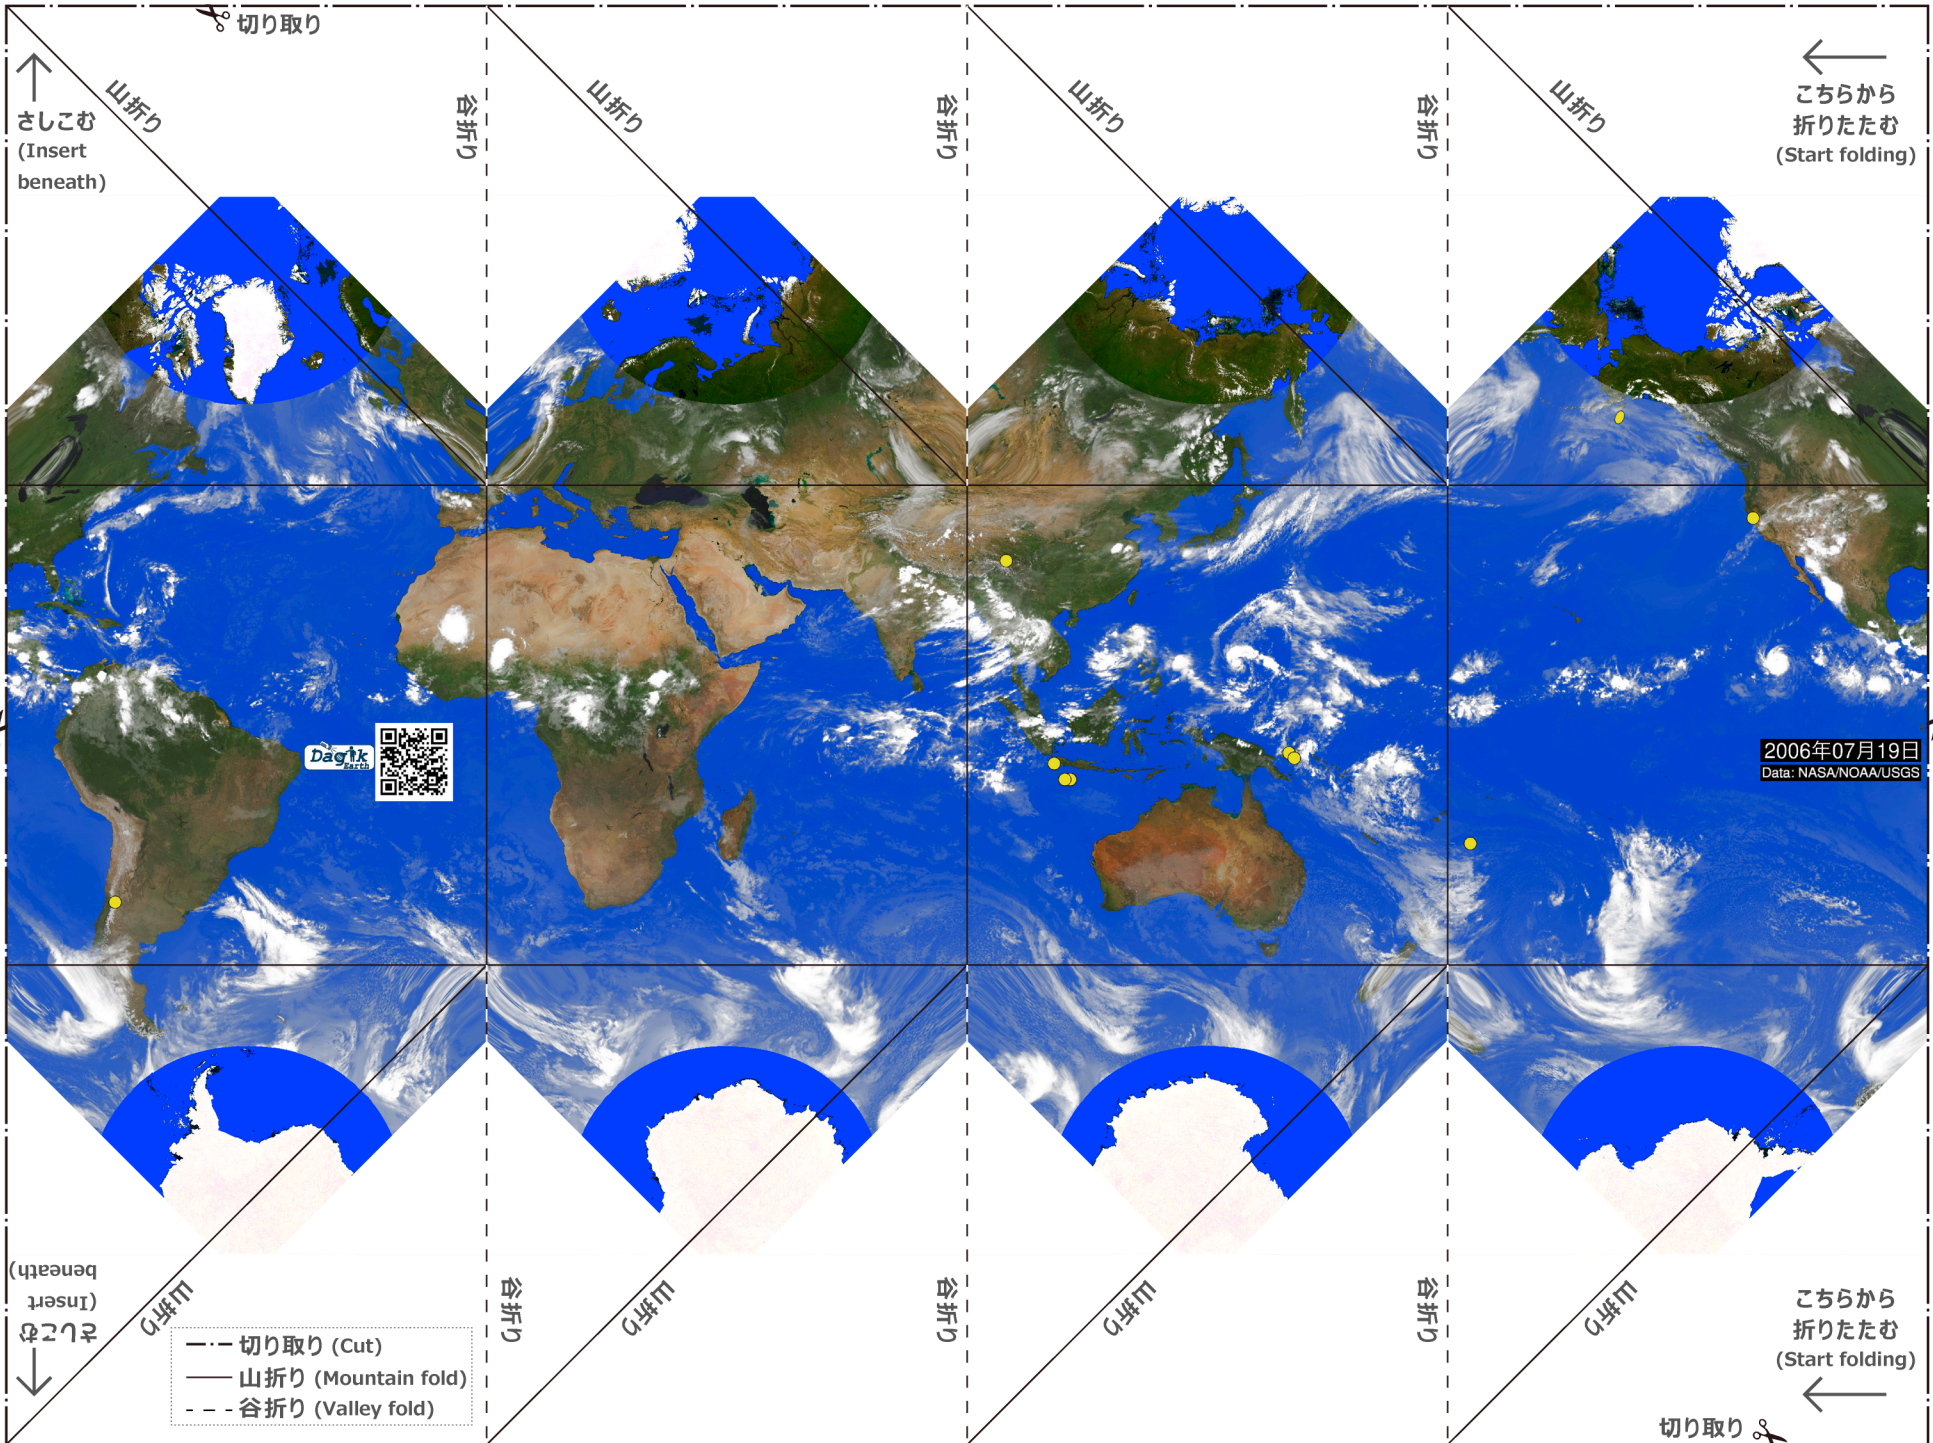 切り取り
さしこむ
(Insert
beneath)
山折り
谷折り
山折り
谷折り
山折り
谷折り
山折り
こちらから
折りたたむ
(Start folding)
Dagik
Earth
2006年07月19日
Data: NASA/NOAA/USGS
さしこむ
(Insert
beneath)
山折り
谷折り
山折り
谷折り
山折り
谷折り
山折り
こちらから
折りたたむ
(Start folding)
切り取り (Cut)
山折り (Mountain fold)
谷折り (Valley fold)
切り取り